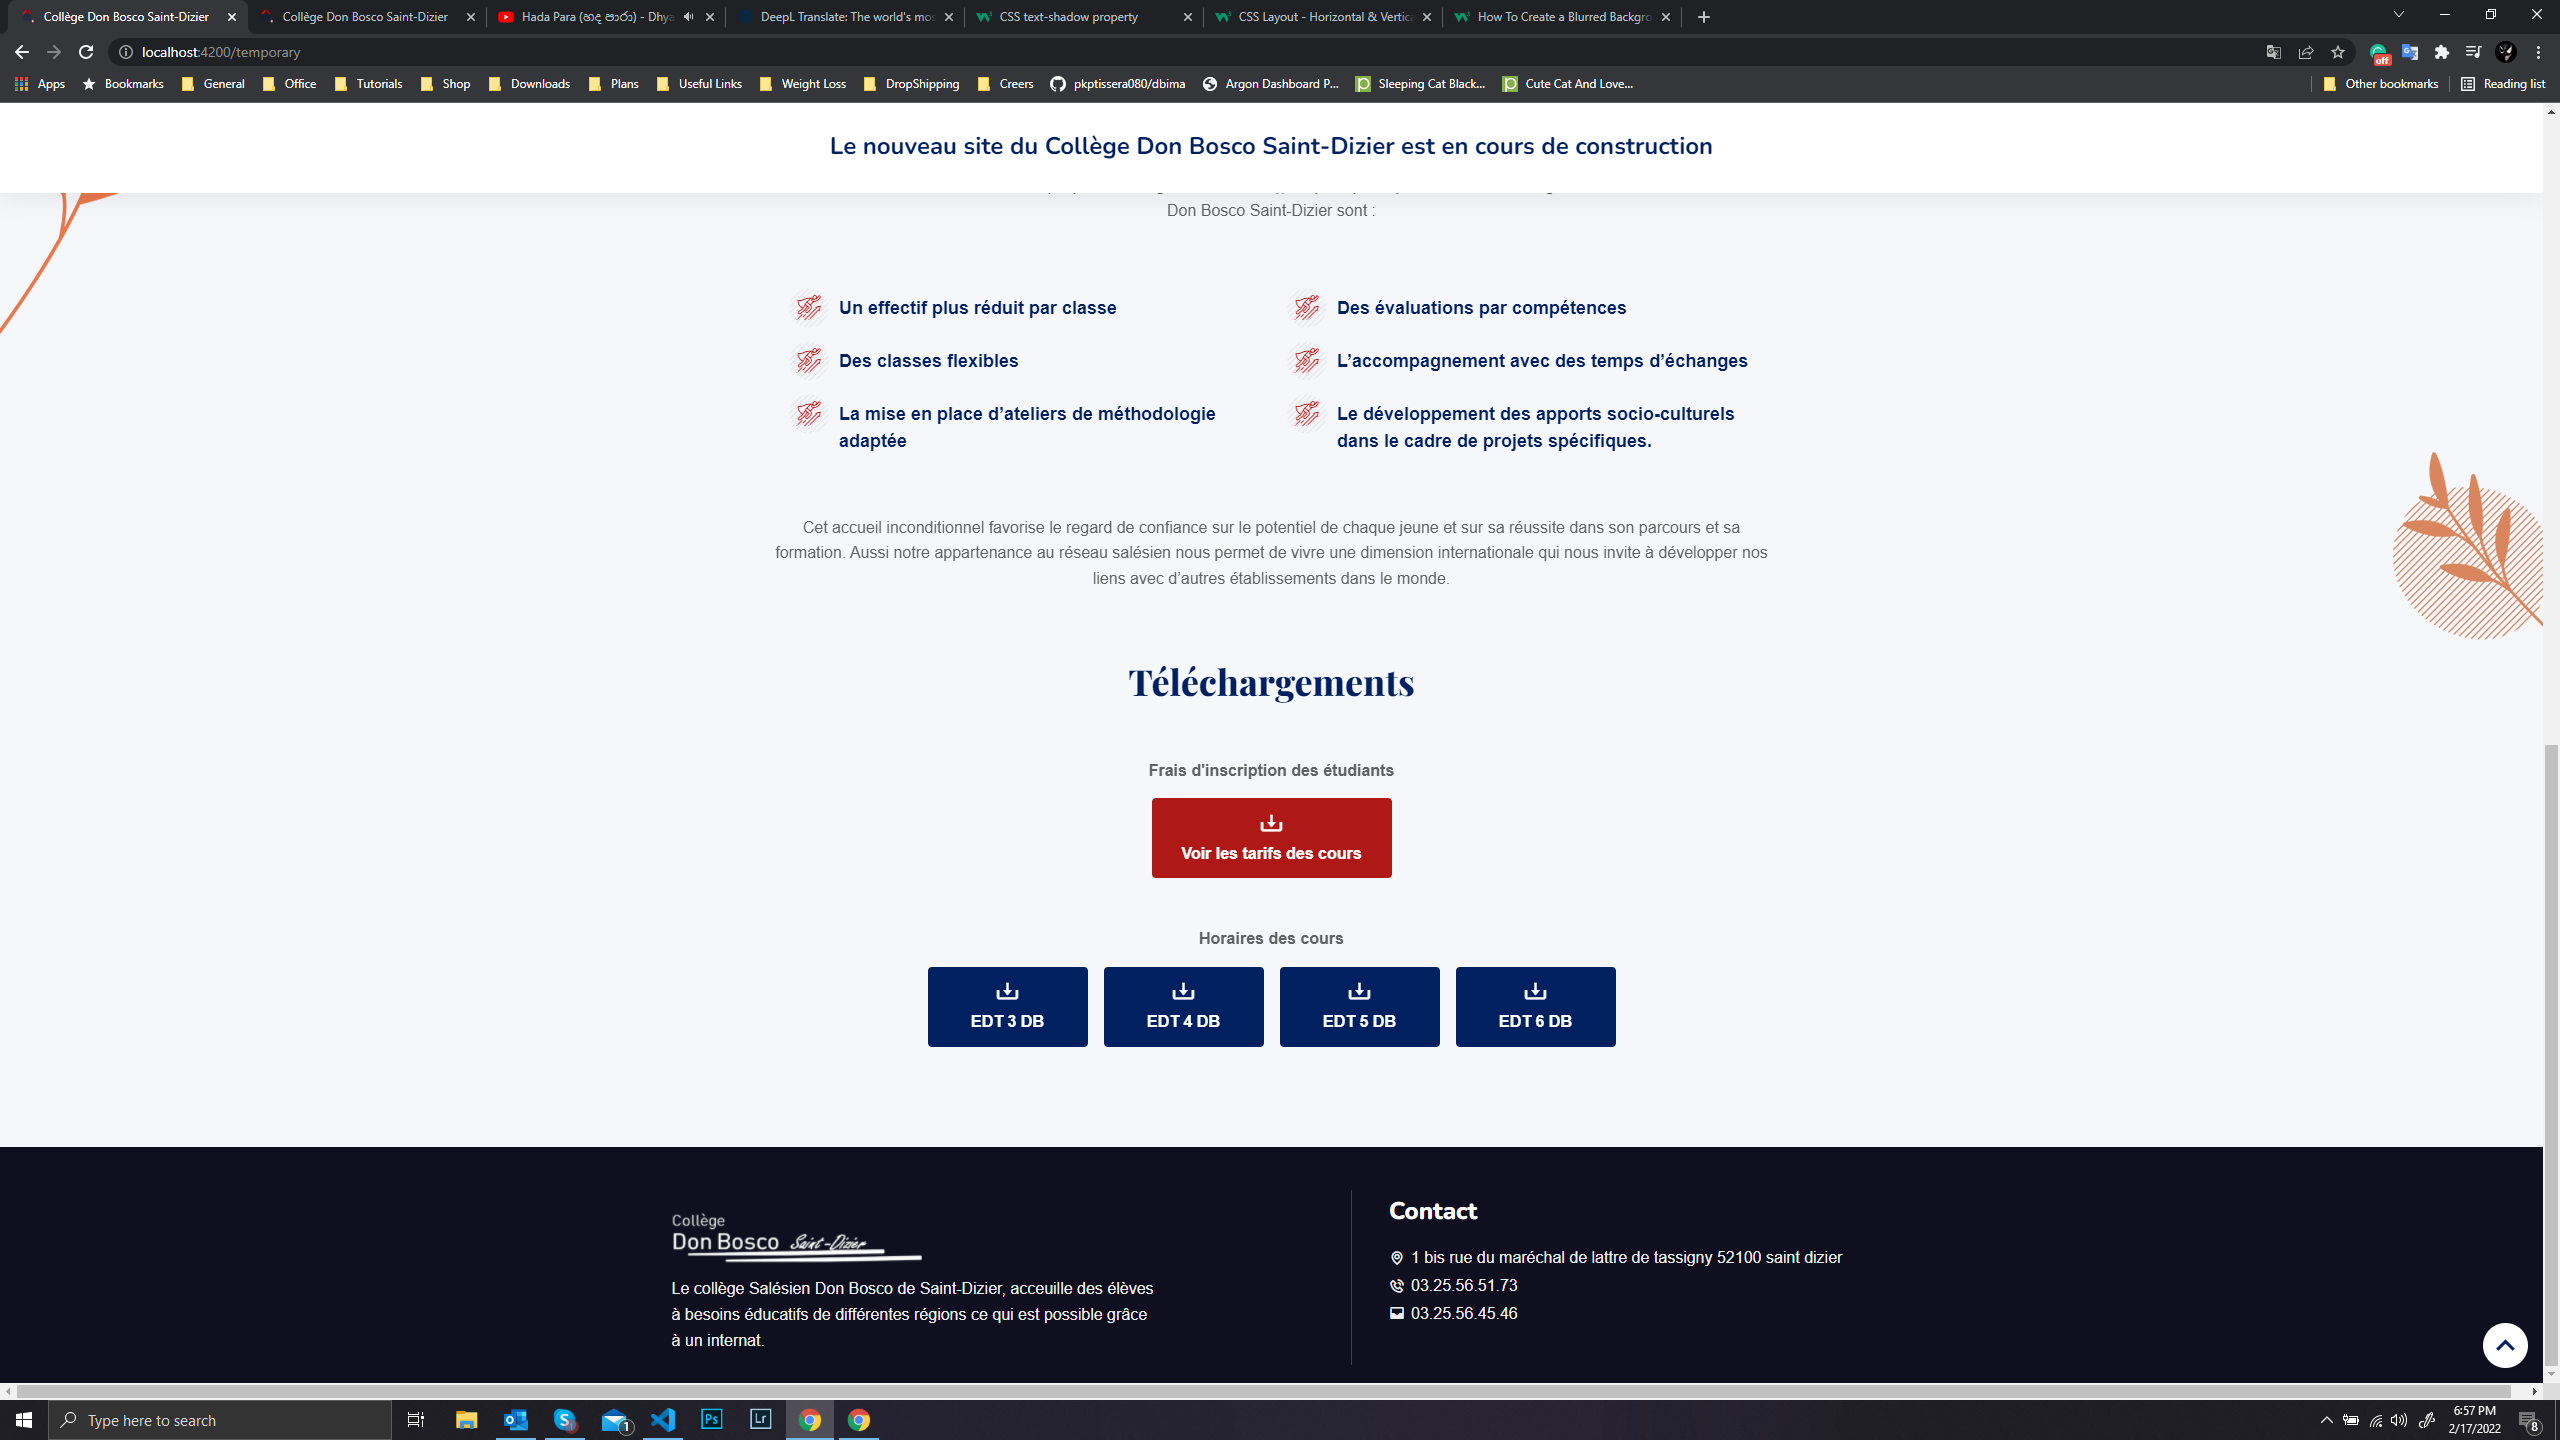 Collège Don Bosco Saint-Dizier
Collège Don Bosco Saint-Dizier
Hada Para (හද පාරා) - Dhya
DeepL Translate: The world's mos
CSS text-shadow property
CSS Layout - Horizontal & Vertica
How To Create a Blurred Backgro
localhost:4200/temporary
off
Apps
Bookmarks
General
Office
Tutorials
Shop
Downloads
Plans
Useful Links
Weight Loss
DropShipping
Creers
pkptissera080/dbima
Argon Dashboard P...
Sleeping Cat Black...
Cute Cat And Love...
Other bookmarks
Reading list
Le nouveau site du Collège Don Bosco Saint-Dizier est en cours de construction
Don Bosco Saint-Dizier sont :
Un effectif plus réduit par classe
Des évaluations par compétences
Des classes flexibles
L’accompagnement avec des temps d’échanges
La mise en place d’ateliers de méthodologie
adaptée
Le développement des apports socio-culturels
dans le cadre de projets spécifiques.
Cet accueil inconditionnel favorise le regard de confiance sur le potentiel de chaque jeune et sur sa réussite dans son parcours et sa
formation. Aussi notre appartenance au réseau salésien nous permet de vivre une dimension internationale qui nous invite à développer nos
liens avec d’autres établissements dans le monde.
Téléchargements
Frais d'inscription des étudiants
Voir les tarifs des cours
Horaires des cours
EDT 3 DB
EDT 4 DB
EDT 5 DB
EDT 6 DB
Collège
Don Bosco Saint-Dizier
Le collège Salésien Don Bosco de Saint-Dizier, acceuille des élèves
à besoins éducatifs de différentes régions ce qui est possible grâce
à un internat.
Contact
1 bis rue du maréchal de lattre de tassigny 52100 saint dizier
03.25.56.51.73
03.25.56.45.46
Type here to search
1
Ps
Lr
6:57 PM
2/17/2022
8